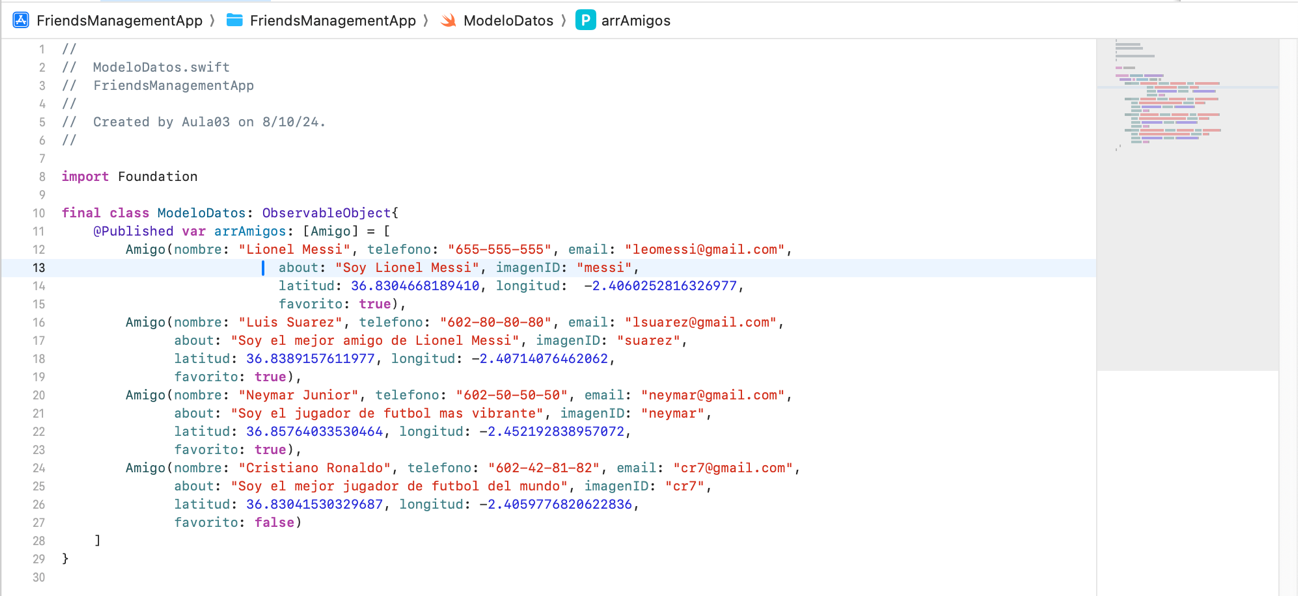 FriendsManagementApp 〉 FriendsManagementApp 〉 ModeloDatos 〉 P arrAmigos
1 //
2 //  ModeloDatos.swift
3 //  FriendsManagementApp
4 //
5 //  Created by Aula03 on 8/10/24.
6 //
7
8 import Foundation
9
10 final class ModeloDatos: ObservableObject{
11     @Published var arrAmigos: [Amigo] = [
12         Amigo(nombre: "Lionel Messi", telefono: "655-555-555", email: "leomessi@gmail.com",
13                            about: "Soy Lionel Messi", imagenID: "messi",
14                            latitud: 36.8304668189410, longitud:  -2.4060252816326977,
15                            favorito: true),
16         Amigo(nombre: "Luis Suarez", telefono: "602-80-80-80", email: "lsuarez@gmail.com",
17               about: "Soy el mejor amigo de Lionel Messi", imagenID: "suarez",
18               latitud: 36.8389157611977, longitud: -2.40714076462062,
19               favorito: true),
20         Amigo(nombre: "Neymar Junior", telefono: "602-50-50-50", email: "neymar@gmail.com",
21               about: "Soy el jugador de futbol mas vibrante", imagenID: "neymar",
22               latitud: 36.85764033530464, longitud: -2.452192838957072,
23               favorito: true),
24         Amigo(nombre: "Cristiano Ronaldo", telefono: "602-42-81-82", email: "cr7@gmail.com",
25               about: "Soy el mejor jugador de futbol del mundo", imagenID: "cr7",
26               latitud: 36.83041530329687, longitud: -2.4059776820622836,
27               favorito: false)
28     ]
29 }
30